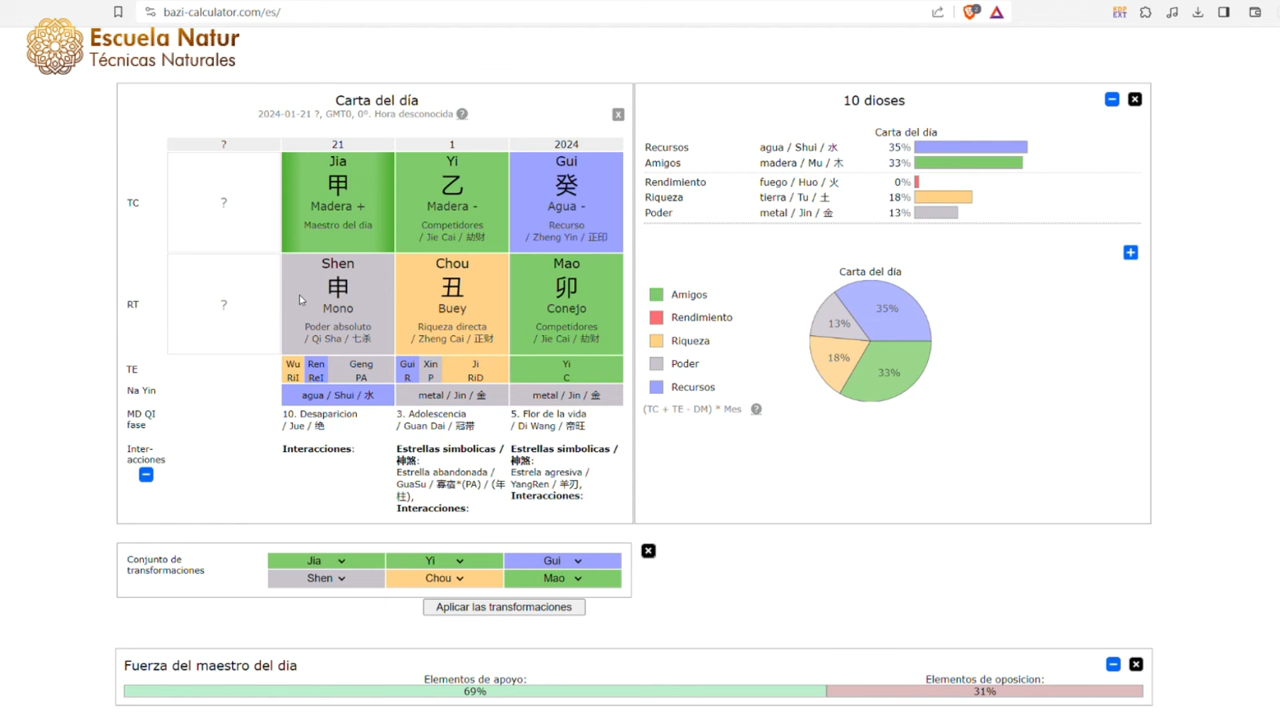 bazi-calculator.com/es/
KDP
EXT
Escuela Natur
Técnicas Naturales
Carta del día
2024-01-21 ?, GMT0, 0°. Hora desconocida ?
x
? 21 1 2024
TC
?
Jia
甲
Madera +
Maestro del dia
Yi
乙
Madera -
Competidores
/ Jie Cai / 劫财
Gui
癸
Agua -
Recurso
/ Zheng Yin / 正印
RT
?
Shen
申
Mono
Poder absoluto
/ Qi Sha / 七杀
Chou
丑
Buey
Riqueza directa
/ Zheng Cai / 正财
Mao
卯
Conejo
Competidores
/ Jie Cai / 劫财
TE
Wu Ren Geng Gui Xin Ji Yi
RiI ReI PA R P RiD C
Na Yin agua / Shui / 水 metal / Jin / 金 metal / Jin / 金
MD QI
fase
10. Desaparicion
/ Jue / 绝
3. Adolescencia
/ Guan Dai / 冠带
5. Flor de la vida
/ Di Wang / 帝旺
Inter-
acciones
Interacciones:
Estrellas simbolicas /
神煞:
Estrella abandonada /
GuaSu / 寡宿*(PA) / (年
柱),
Interacciones:
Estrellas simbolicas /
神煞:
Estrela agresiva /
YangRen / 羊刃,
Interacciones:
10 dioses
Carta del día
Recursos agua / Shui / 水 35%
Amigos madera / Mu / 木 33%
Rendimiento fuego / Huo / 火 0%
Riqueza tierra / Tu / 土 18%
Poder metal / Jin / 金 13%
Carta del día
Amigos
Rendimiento
Riqueza
Poder
Recursos
35%
13%
18%
33%
(TC + TE - DM) * Mes ?
Conjunto de
transformaciones
Jia Yi Gui
Shen Chou Mao
Aplicar las transformaciones
Fuerza del maestro del dia
Elementos de apoyo:
69%
Elementos de oposicion:
31%